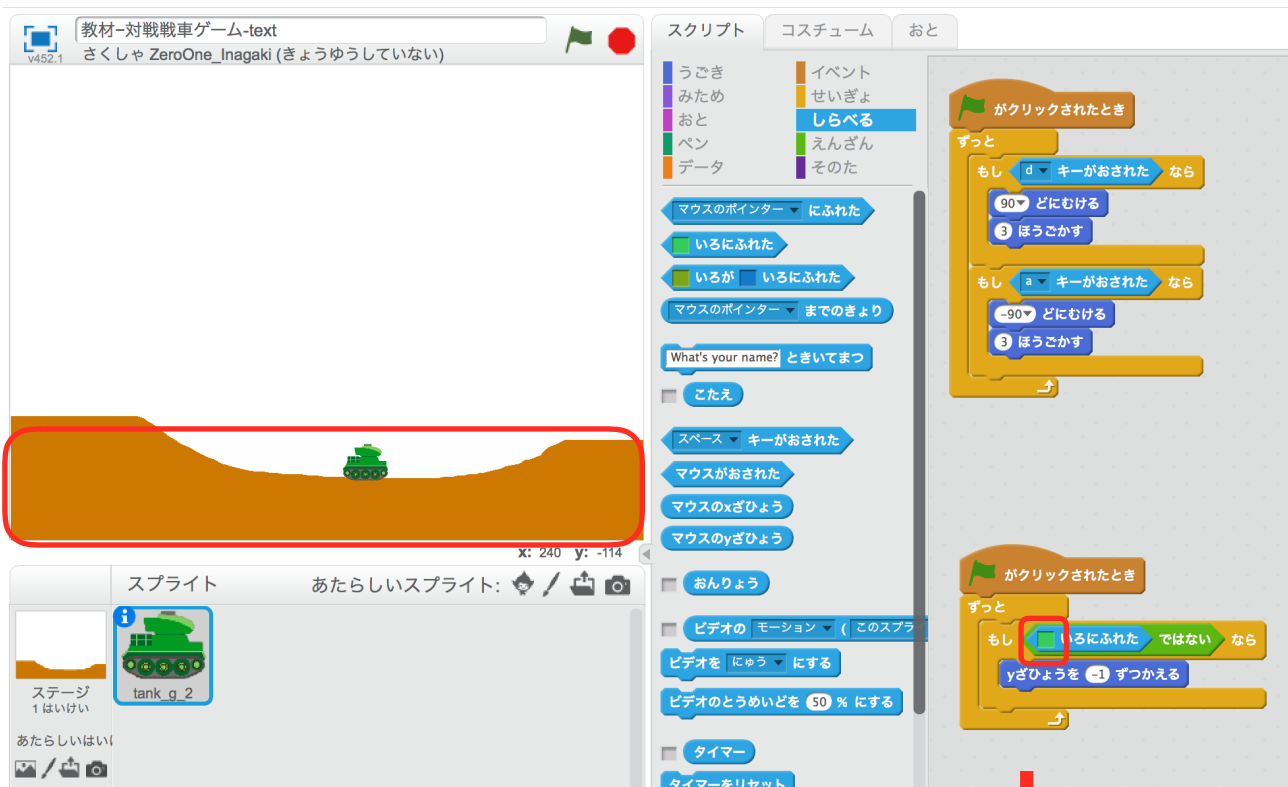 教材−対戦戦車ゲーム-text
さくしゃ ZeroOne_Inagaki (きょうゆうしていない)
v452.1
x: 240 y: -114
スプライト
あたらしいスプライト:
ステージ
1 はいけい
あたらしいはいけ
tank_g_2
スクリプト
コスチューム
おと
うごき
イベント
みため
せいぎょ
おと
しらべる
ペン
えんざん
データ
そのた
マウスのポインター にふれた
いろにふれた
いろが いろにふれた
マウスのポインター までのきょり
What's your name? ときいてまつ
こたえ
スペース キーがおされた
マウスがおされた
マウスのxざひょう
マウスのyざひょう
おんりょう
ビデオの モーション ( このスプラ
ビデオを にゅう にする
ビデオのとうめいどを 50 % にする
タイマー
タイマーをリセット
がクリックされたとき
ずっと
もし d キーがおされた なら
90 どにむける
3 ほうごかす
もし a キーがおされた なら
-90 どにむける
3 ほうごかす
がクリックされたとき
ずっと
もし いろにふれた ではない なら
yざひょうを -1 ずつかえる